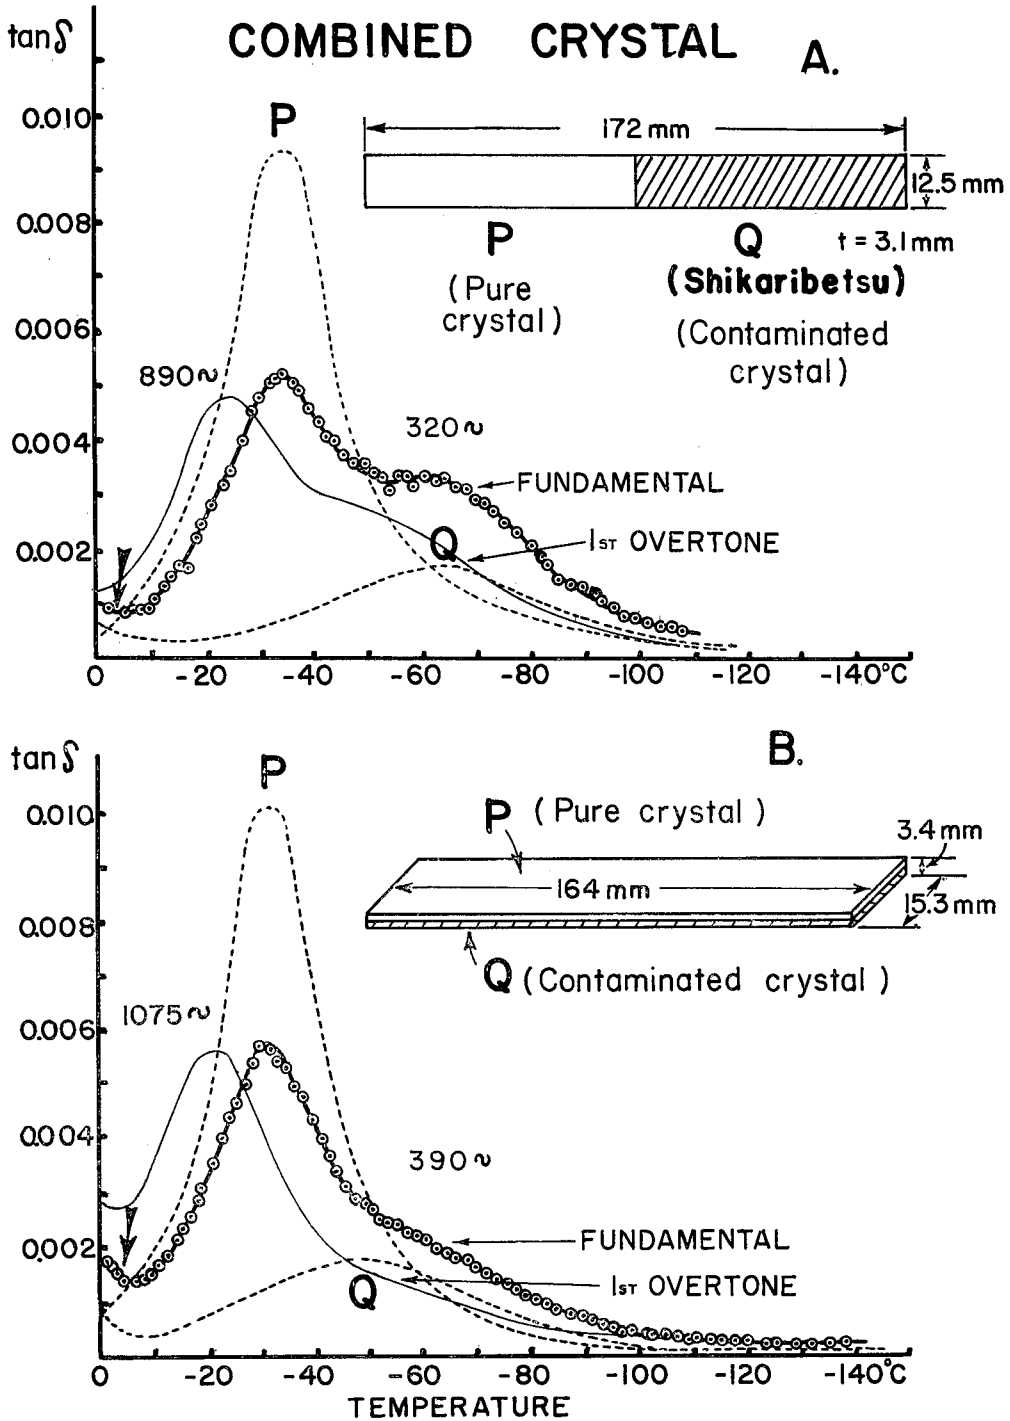 COMBINED CRYSTAL
A.
tan δ
0.010
0.008
0.006
0.004
0.002
P
172 mm
12.5 mm
P
Q
t = 3.1 mm
(Pure
crystal)
(Shikaribetsu)
(Contaminated
crystal)
890~
320~
FUNDAMENTAL
Q
1ST OVERTONE
0 -20 -40 -60 -80 -100 -120 -140°C
B.
tan δ
0.010
0.008
0.006
0.004
0.002
P
P (Pure crystal)
3.4 mm
164 mm
15.3 mm
Q (Contaminated crystal)
1075~
390~
FUNDAMENTAL
1ST OVERTONE
Q
0 -20 -40 -60 -80 -100 -120 -140°C
TEMPERATURE